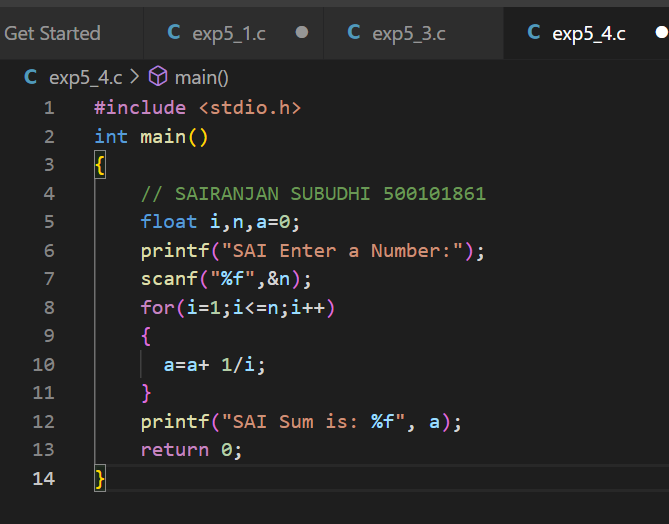 Get Started C exp5_1.c C exp5_3.c C exp5_4.c
C exp5_4.c > main()
1 #include <stdio.h>
2 int main()
3 {
4 // SAIRANJAN SUBUDHI 500101861
5 float i,n,a=0;
6 printf("SAI Enter a Number:");
7 scanf("%f",&n);
8 for(i=1;i<=n;i++)
9 {
10 a=a+ 1/i;
11 }
12 printf("SAI Sum is: %f", a);
13 return 0;
14 }